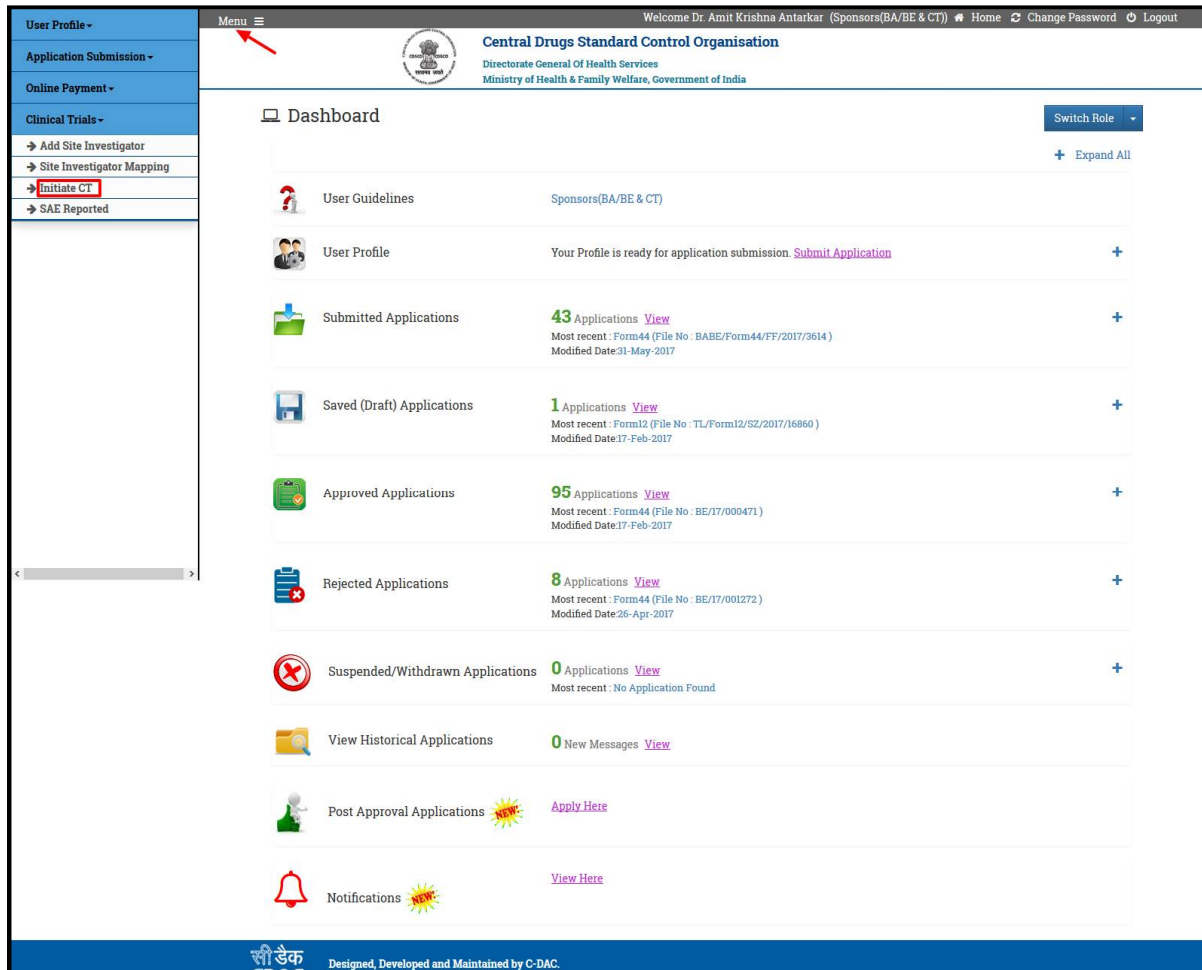 User Profile
Application Submission
Online Payment
Clinical Trials
Add Site Investigator
Site Investigator Mapping
Initiate CT
SAE Reported
Menu
Welcome Dr. Amit Krishna Antarkar (Sponsors(BA/BE & CT)) Home Change Password Logout
Central Drugs Standard Control Organisation
Directorate General Of Health Services
Ministry of Health & Family Welfare, Government of India
Dashboard
Switch Role
+ Expand All
User Guidelines Sponsors(BA/BE & CT)
User Profile Your Profile is ready for application submission. Submit Application +
Submitted Applications 43 Applications View +
Most recent : Form44 (File No : BABE/Form44/FF/2017/3614 )
Modified Date:31-May-2017
Saved (Draft) Applications 1 Applications View +
Most recent : Form12 (File No : TL/Form12/SZ/2017/16860 )
Modified Date:17-Feb-2017
Approved Applications 95 Applications View +
Most recent : Form44 (File No : BE/17/000471 )
Modified Date:17-Feb-2017
Rejected Applications 8 Applications View +
Most recent : Form44 (File No : BE/17/001272 )
Modified Date:26-Apr-2017
Suspended/Withdrawn Applications 0 Applications View +
Most recent : No Application Found
View Historical Applications 0 New Messages View
Post Approval Applications NEW! Apply Here
Notifications NEW! View Here
सी डैक
Designed, Developed and Maintained by C-DAC.